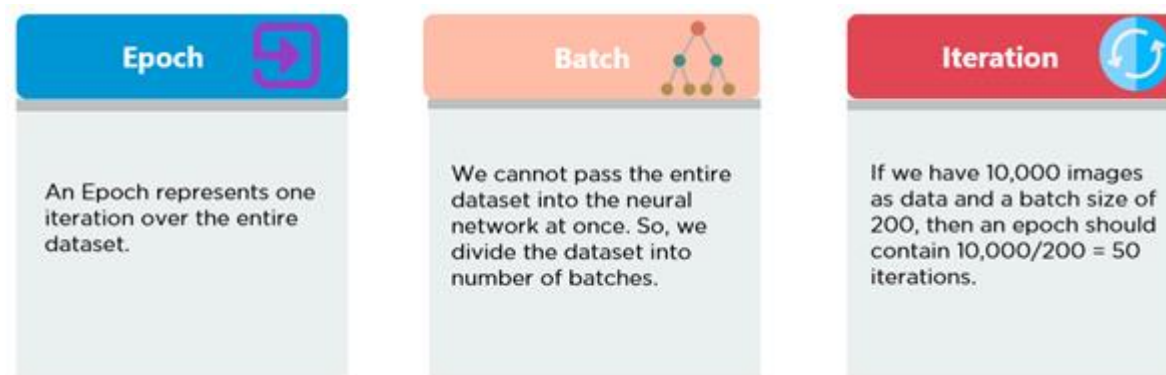 Epoch
An Epoch represents one
iteration over the entire
dataset.
Batch
We cannot pass the entire
dataset into the neural
network at once. So, we
divide the dataset into
number of batches.
Iteration
If we have 10,000 images
as data and a batch size of
200, then an epoch should
contain 10,000/200 = 50
iterations.